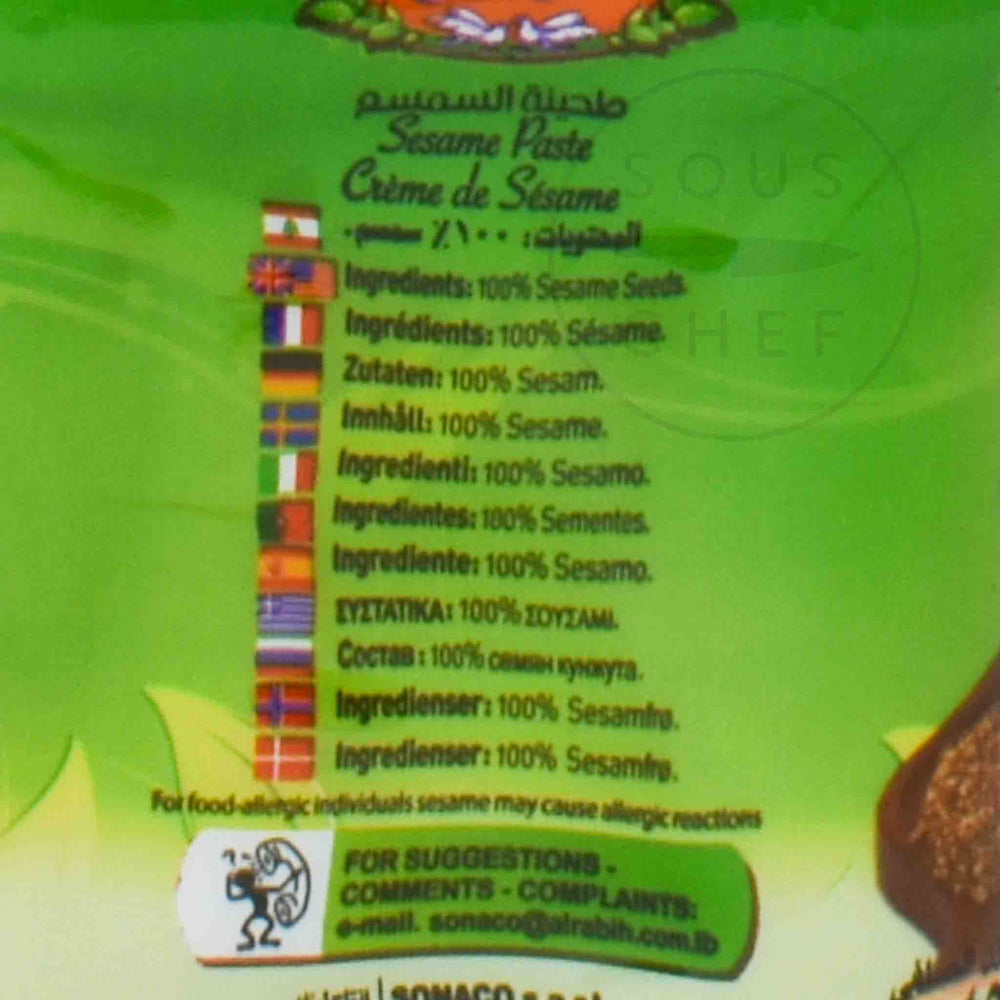 طحينة السمسم
Sesame Paste
Crème de Sésame
المحتويات: ١٠٠٪ سمسم.
Ingredients: 100% Sesame Seeds.
Ingrédients: 100% Sésame.
Zutaten: 100% Sesam.
Innhåll: 100% Sesame.
Ingredienti: 100% Sesamo.
Ingredientes: 100% Sementes.
Ingrediente: 100% Sesamo.
ΣΥΣΤΑΤΙΚΑ: 100% ΣΟΥΣΑΜΙ.
Состав: 100% семян кунжута.
Ingredienser: 100% Sesamfrø.
Ingredienser: 100% Sesamfrø.
For food-allergic individuals sesame may cause allergic reactions
FOR SUGGESTIONS -
COMMENTS - COMPLAINTS:
e-mail. sonaco@alrabih.com.lb
SONACO s.a.l
SOUS
CHEF